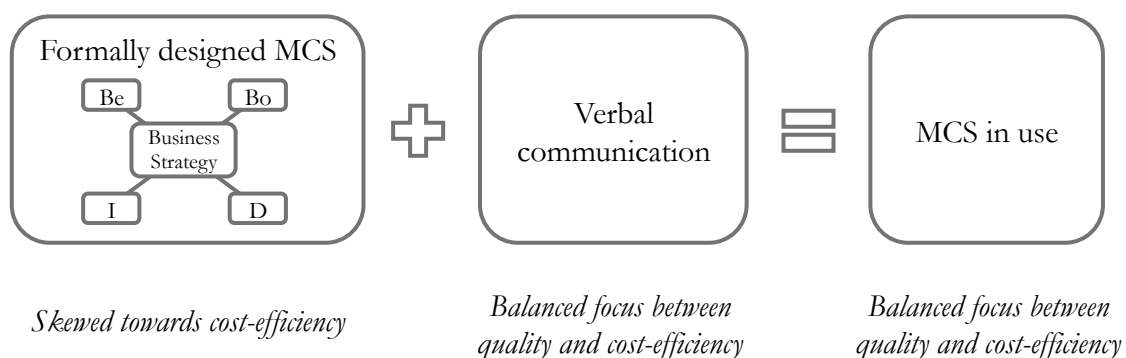 Formally designed MCS
Be
Bo
Business
Strategy
I
D
Verbal
communication
MCS in use
Skewed towards cost-efficiency
Balanced focus between
quality and cost-efficiency
Balanced focus between
quality and cost-efficiency